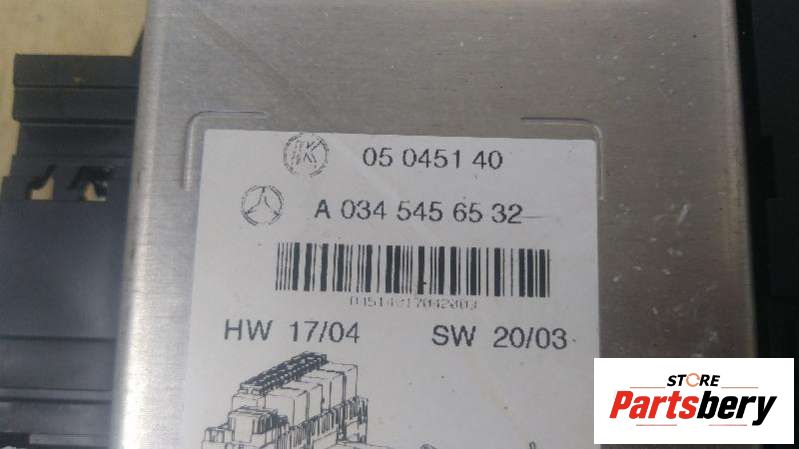 K
05 0451 40
A 034 545 65 32
HW 17/04
SW 20/03
STORE
Partsbery